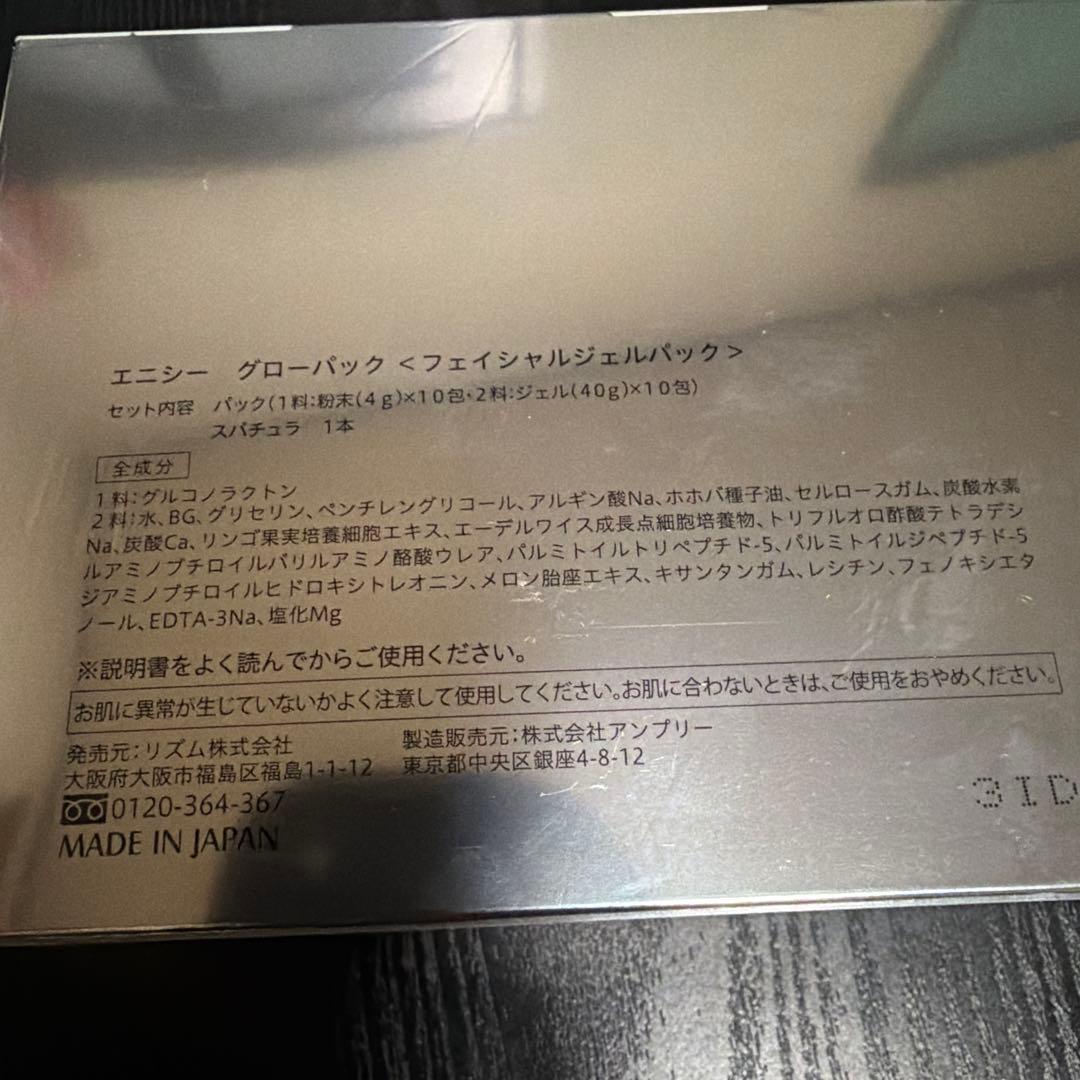 エニシー グローパック <フェイシャルジェルパック>
セット内容 パック(1料:粉末(4g)×10包・2料:ジェル(40g)×10包)
スパチュラ 1本
全成分
1料:グルコノラクトン
2料:水、BG、グリセリン、ペンチレングリコール、アルギン酸Na、ホホバ種子油、セルロースガム、炭酸水素
Na、炭酸Ca、リンゴ果実培養細胞エキス、エーデルワイス成長点細胞培養物、トリフルオロ酢酸テトラデシ
ルアミノブチロイルバリルアミノ酪酸ウレア、パルミトイルトリペプチド-5、パルミトイルジペプチド-5
ジアミノブチロイルヒドロキシトレオニン、メロン胎座エキス、キサンタンガム、レシチン、フェノキシエタ
ノール、EDTA-3Na、塩化Mg
※説明書をよく読んでからご使用ください。
お肌に異常が生じていないかよく注意して使用してください。お肌に合わないときは、ご使用をおやめください。
発売元:リズム株式会社
大阪府大阪市福島区福島1-1-12
0120-364-367
製造販売元:株式会社アンプリー
東京都中央区銀座4-8-12
MADE IN JAPAN
3ID